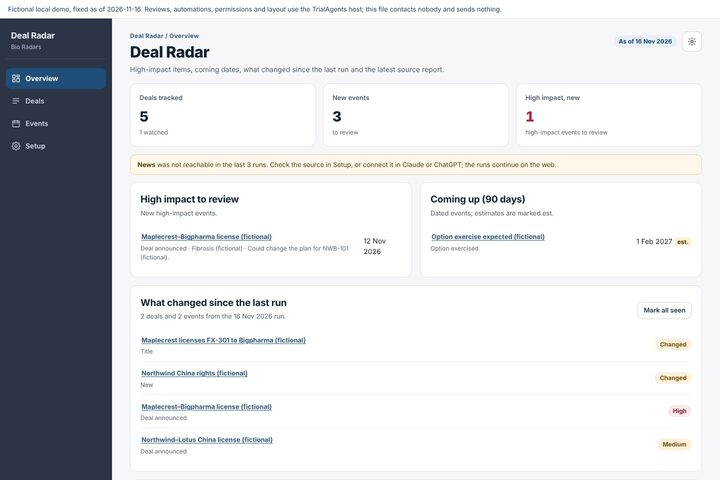 Fictional local demo, fixed as of 2026-11-16. Reviews, automations, permissions and layout use the TrialAgents host; this file contacts nobody and sends nothing.
Deal Radar
Bio Radars
Overview
Deals
Events
Setup
Deal Radar / Overview
Deal Radar
High-impact items, coming dates, what changed since the last run and the latest source report.
As of 16 Nov 2026
Deals tracked
5
1 watched
New events
3
to review
High impact, new
1
high-impact events to review
News was not reachable in the last 3 runs. Check the source in Setup, or connect it in Claude or ChatGPT; the runs continue on the web.
High impact to review
New high-impact events.
Maplecrest–Bigpharma license (fictional)
Deal announced · Fibrosis (fictional) · Could change the plan for NWB-101
(fictional).
12 Nov
2026
Coming up (90 days)
Dated events; estimates are marked est.
Option exercise expected (fictional)
Option exercised
1 Feb 2027 est.
What changed since the last run
2 deals and 2 events from the 16 Nov 2026 run.
Mark all seen
Maplecrest licenses FX-301 to Bigpharma (fictional)
Title
Changed
Northwind China rights (fictional)
New
Changed
Maplecrest–Bigpharma license (fictional)
Deal announced
High
Northwind–Lotus China license (fictional)
Deal announced
Medium